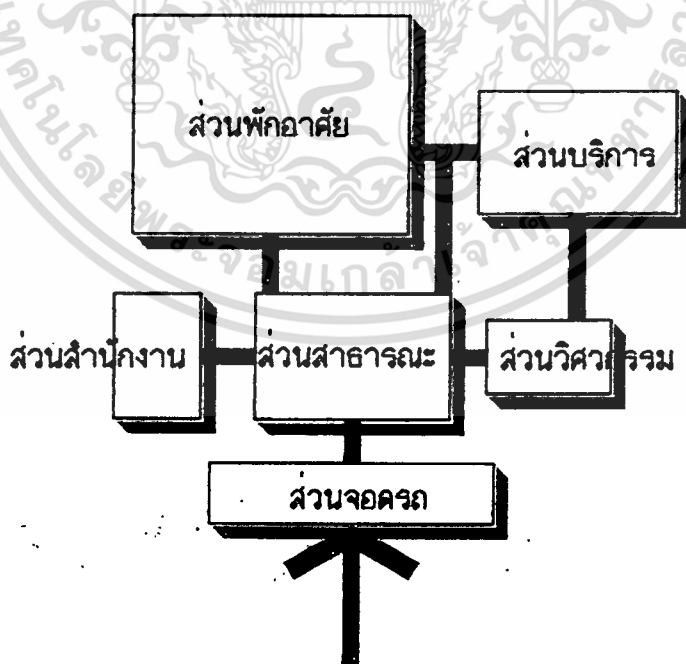 ส่วนพักอาศัย
ส่วนบริการ
ส่วนสำนักงาน
ส่วนสาธารณะ
ส่วนวิศวกรรม
ส่วนจอดรถ